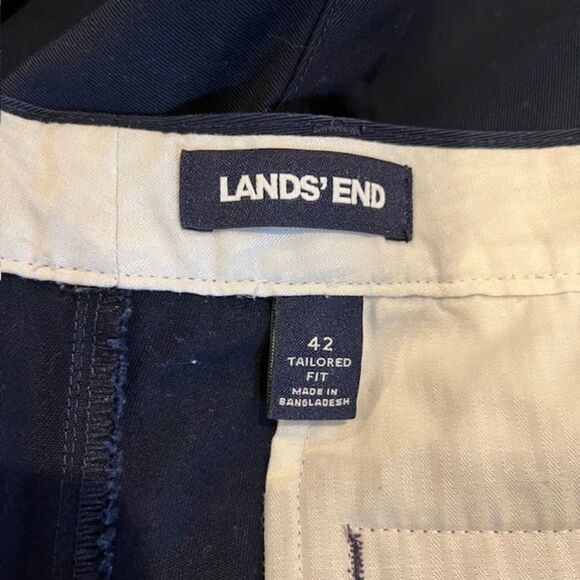 LANDS' END
42
TAILORED
FIT
MADE IN
BANGLADESH